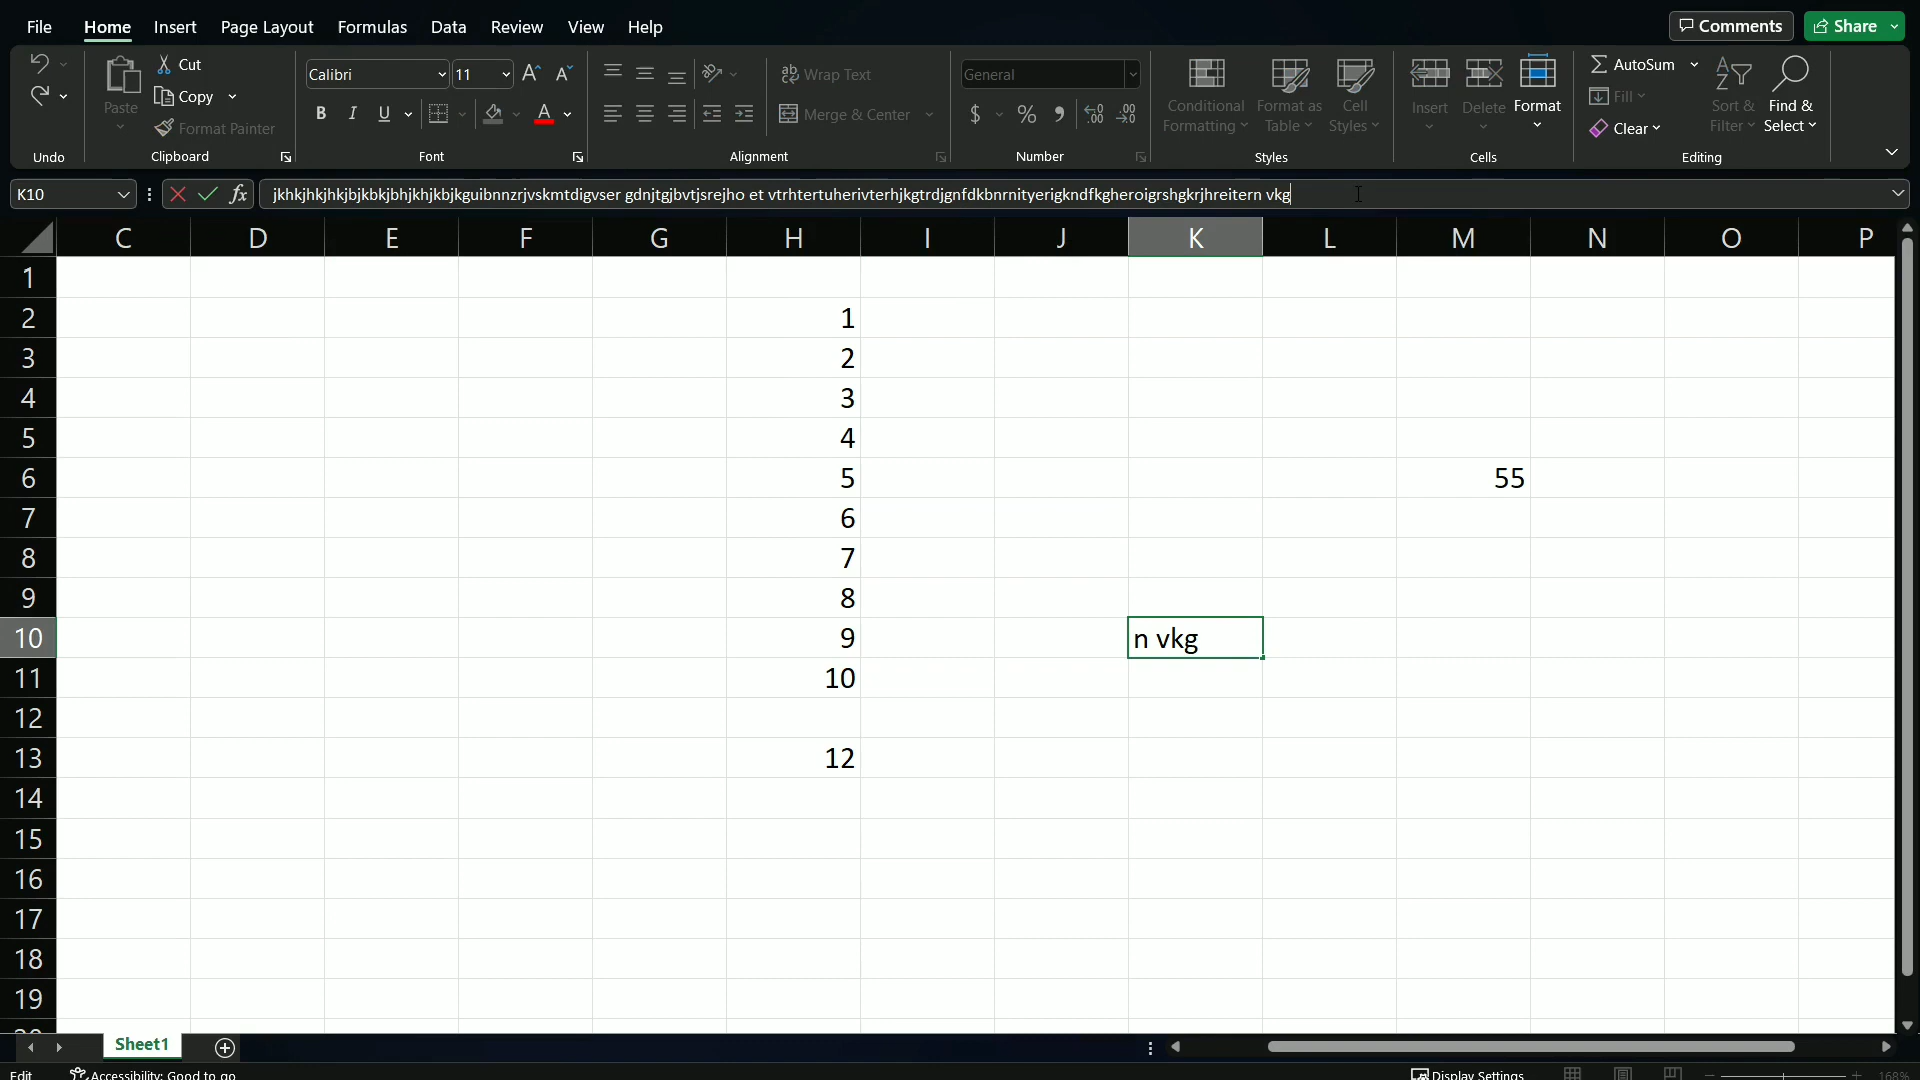 File Home Insert Page Layout Formulas Data Review View Help Comments Share
Cut Calibri 11 Wrap Text General AutoSum
Paste Copy Conditional Format as Cell Insert Delete Format Fill Sort & Find &
Format Painter B I U Merge & Center $ % Formatting Table Styles Clear Filter Select
Undo Clipboard Font Alignment Number Styles Cells Editing
K10 fx jkhkjhkjhkjbjkbkjbhjkhjkbjkguibnnzrjvskmtdigvser gdnjtgjbvtjsrejho et vtrhtertuherivterhjkgtrdjgnfdkbnrnityerigkndfkgheroigrshgkrjhreitern vkg
C D E F G H I J K L M N O P
1
2 1
3 2
4 3
5 4
6 5 55
7 6
8 7
9 8
10 9 n vkg
11 10
12
13 12
14
15
16
17
18
19
Sheet1
Edit Accessibility: Good to go Display Settings 168%